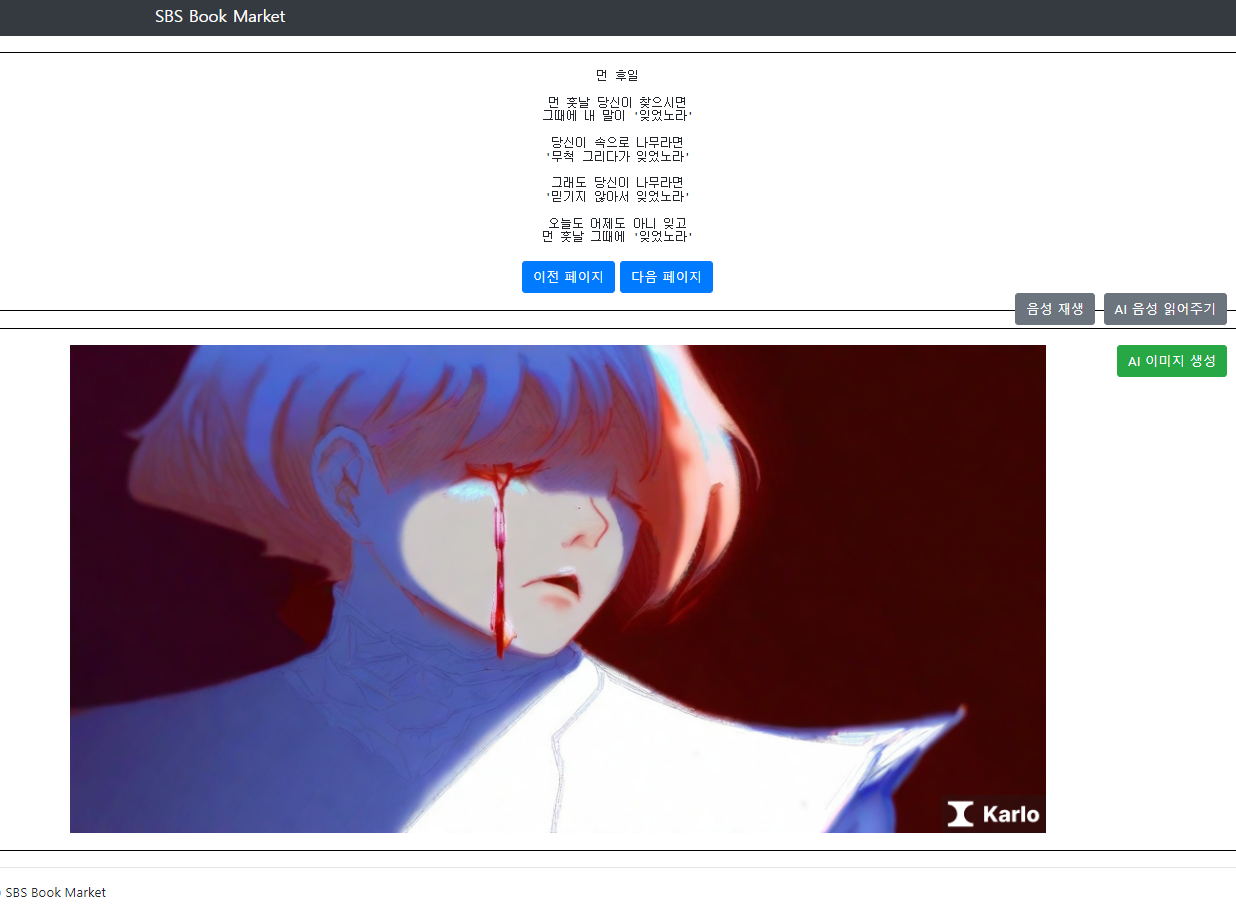 SBS Book Market
먼 훗일
먼 훗날 당신이 찾으시면
그때에 내 말이 '잊었노라'
당신이 속으로 나무라면
'무척 그리다가 잊었노라'
그래도 당신이 나무라면
'믿기지 않아서 잊었노라'
오늘도 어제도 아니 잊고
먼 훗날 그때에 '잊었노라'
이전 페이지 다음 페이지
음성 재생 AI 음성 읽어주기
AI 이미지 생성
Karlo
SBS Book Market